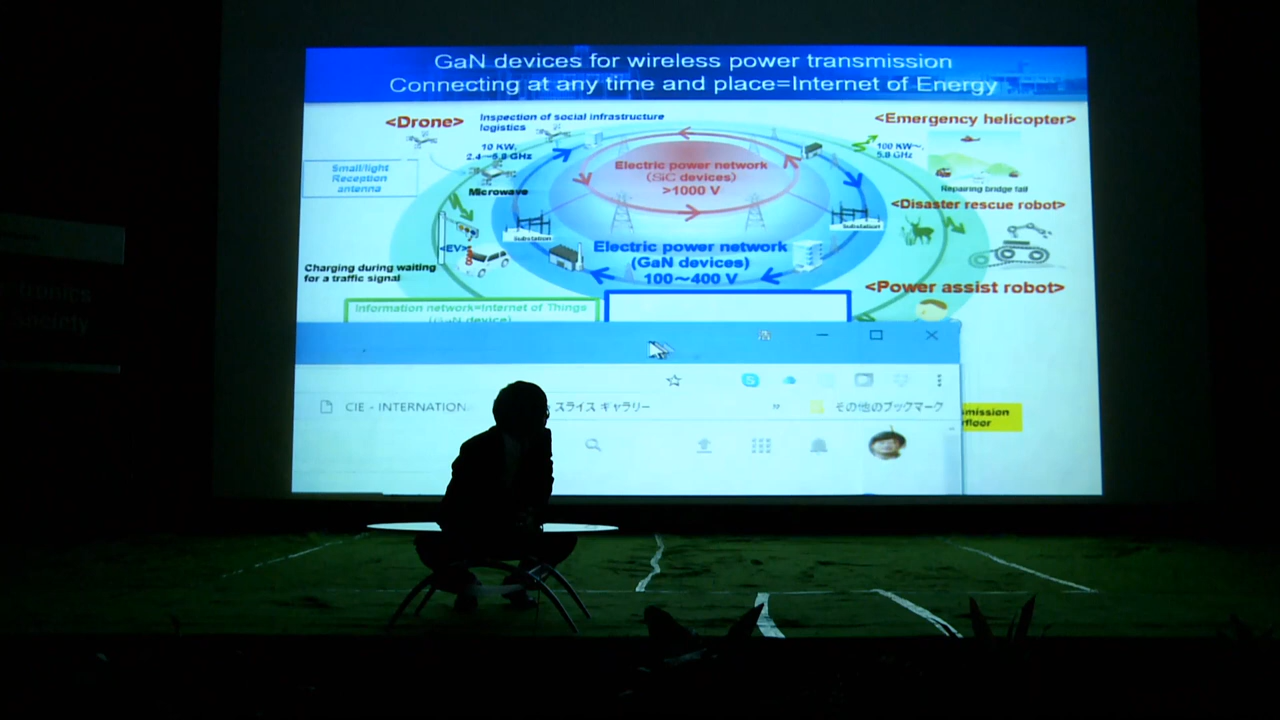 GaN devices for wireless power transmission
Connecting at any time and place=Internet of Energy
<Drone>
Inspection of social infrastructure
logistics
10 KW,
2.4～5.8 GHz
Small/light
Reception
antenna
Microwave
Electric power network
(SiC devices)
>1000 V
100 KW～,
5.8 GHz
<Emergency helicopter>
Repairing bridge fall
<Disaster rescue robot>
Substation
Substation
<EV>
Electric power network
(GaN devices)
100～400 V
Charging during waiting
for a traffic signal
<Power assist robot>
Information network=Internet of Things
(GaN device)
CIE - INTERNATION
スライス ギャラリー
»
その他のブックマーク
mission
floor
tronics
Society